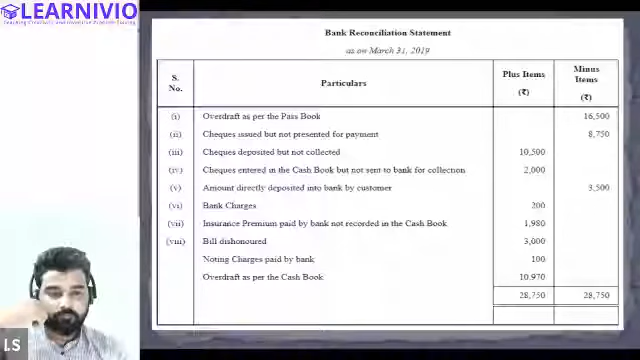 LEARNIVIO
Bank Reconciliation Statement
as on March 31, 2019
S. No. Particulars Plus Items (₹) Minus Items (₹)
(i) Overdraft as per the Pass Book 16,500
(ii) Cheques issued but not presented for payment 8,750
(iii) Cheques deposited but not collected 10,500
(iv) Cheques entered in the Cash Book but not sent to bank for collection 2,000
(v) Amount directly deposited into bank by customer 3,500
(vi) Bank Charges 200
(vii) Insurance Premium paid by bank not recorded in the Cash Book 1,980
(viii) Bill dishonoured 3,000
Noting Charges paid by bank 100
Overdraft as per the Cash Book 10,970
28,750 28,750
I.S